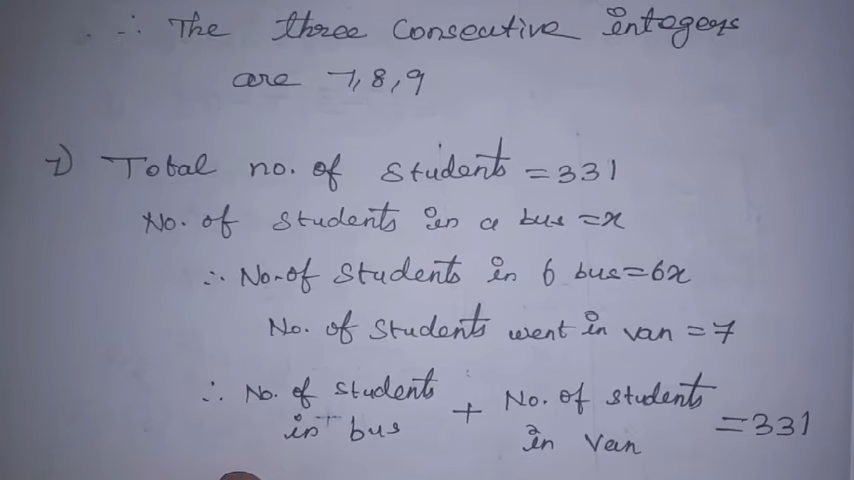 ∴ The three consecutive integers
are 7, 8, 9
7) Total no. of students = 331
No. of students in a bus = x
∴ No. of students in 6 bus = 6x
No. of students went in van = 7
∴ No. of students in bus + No. of students in van = 331